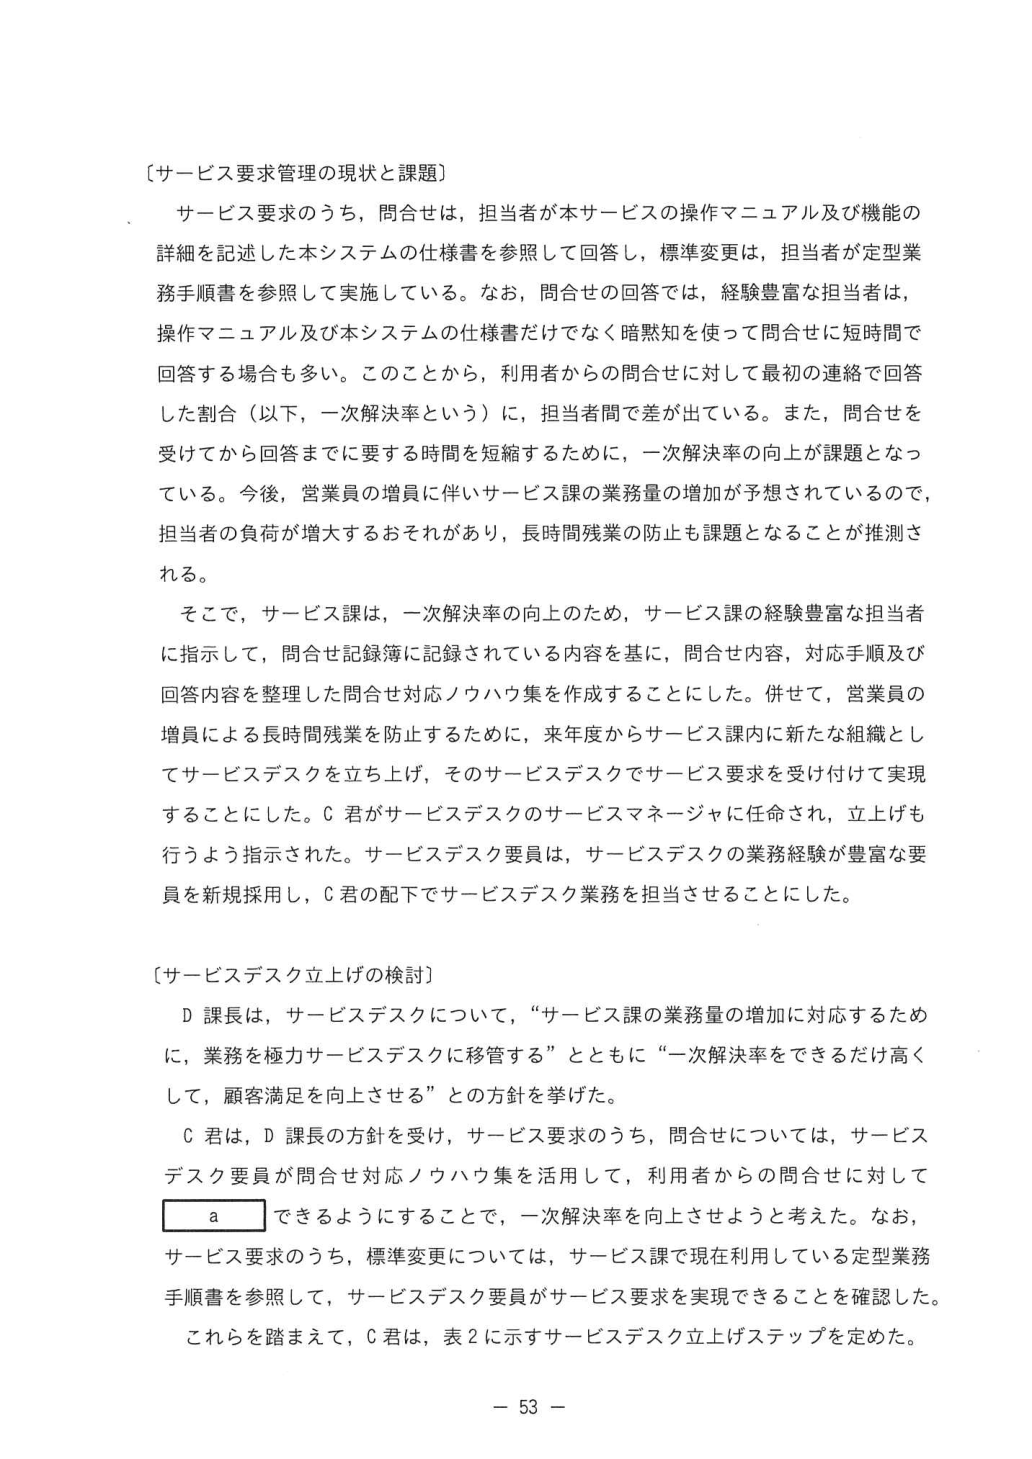 〔サービス要求管理の現状と課題〕
サービス要求のうち，問合せは，担当者が本サービスの操作マニュアル及び機能の
詳細を記述した本システムの仕様書を参照して回答し，標準変更は，担当者が定型業
務手順書を参照して実施している。なお，問合せの回答では，経験豊富な担当者は，
操作マニュアル及び本システムの仕様書だけでなく暗黙知を使って問合せに短時間で
回答する場合も多い。このことから，利用者からの問合せに対して最初の連絡で回答
した割合（以下，一次解決率という）に，担当者間で差が出ている。また，問合せを
受けてから回答までに要する時間を短縮するために，一次解決率の向上が課題となっ
ている。今後，営業員の増員に伴いサービス課の業務量の増加が予想されているので，
担当者の負荷が増大するおそれがあり，長時間残業の防止も課題となることが推測さ
れる。
そこで，サービス課は，一次解決率の向上のため，サービス課の経験豊富な担当者
に指示して，問合せ記録簿に記録されている内容を基に，問合せ内容，対応手順及び
回答内容を整理した問合せ対応ノウハウ集を作成することにした。併せて，営業員の
増員による長時間残業を防止するために，来年度からサービス課内に新たな組織とし
てサービスデスクを立ち上げ，そのサービスデスクでサービス要求を受け付けて実現
することにした。C 君がサービスデスクのサービスマネージャに任命され，立上げも
行うよう指示された。サービスデスク要員は，サービスデスクの業務経験が豊富な要
員を新規採用し，C 君の配下でサービスデスク業務を担当させることにした。
〔サービスデスク立上げの検討〕
D 課長は，サービスデスクについて，“サービス課の業務量の増加に対応するため
に，業務を極力サービスデスクに移管する”とともに“一次解決率をできるだけ高く
して，顧客満足を向上させる”との方針を挙げた。
C 君は，D 課長の方針を受け，サービス要求のうち，問合せについては，サービス
デスク要員が問合せ対応ノウハウ集を活用して，利用者からの問合せに対して
a できるようにすることで，一次解決率を向上させようと考えた。なお，
サービス要求のうち，標準変更については，サービス課で現在利用している定型業務
手順書を参照して，サービスデスク要員がサービス要求を実現できることを確認した。
これらを踏まえて，C 君は，表 2 に示すサービスデスク立上げステップを定めた。
― 53 ―